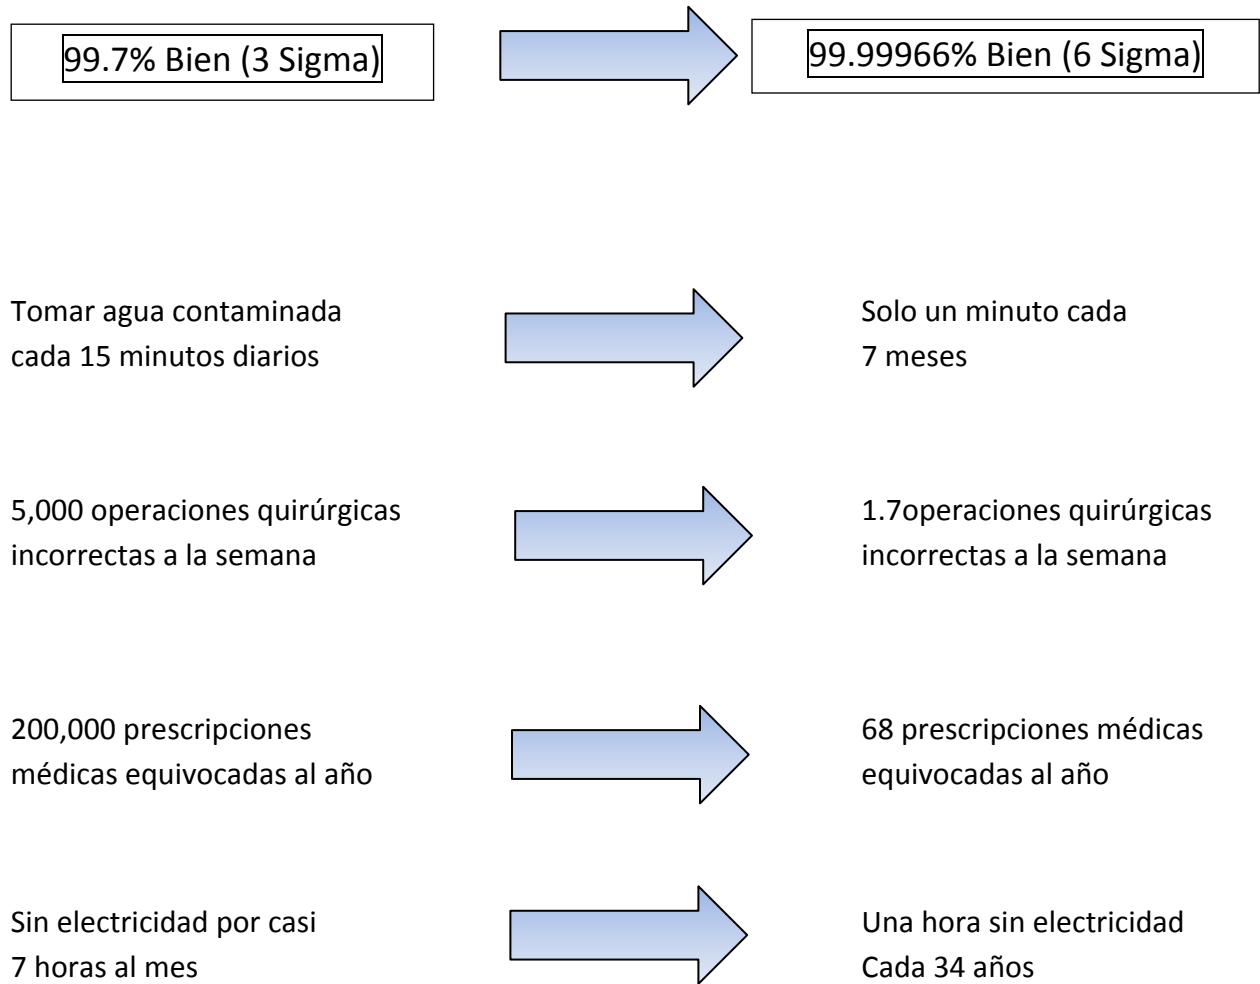 99.7% Bien (3 Sigma)
99.99966% Bien (6 Sigma)
Tomar agua contaminada
cada 15 minutos diarios
Solo un minuto cada
7 meses
5,000 operaciones quirúrgicas
incorrectas a la semana
1.7operaciones quirúrgicas
incorrectas a la semana
200,000 prescripciones
médicas equivocadas al año
68 prescripciones médicas
equivocadas al año
Sin electricidad por casi
7 horas al mes
Una hora sin electricidad
Cada 34 años